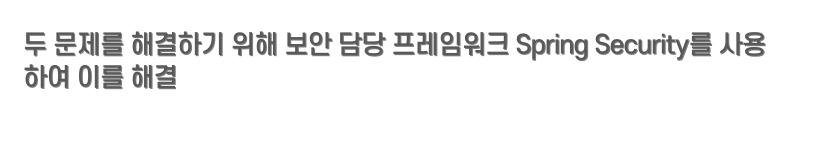 두 문제를 해결하기 위해 보안 담당 프레임워크 Spring Security를 사용
하여 이를 해결